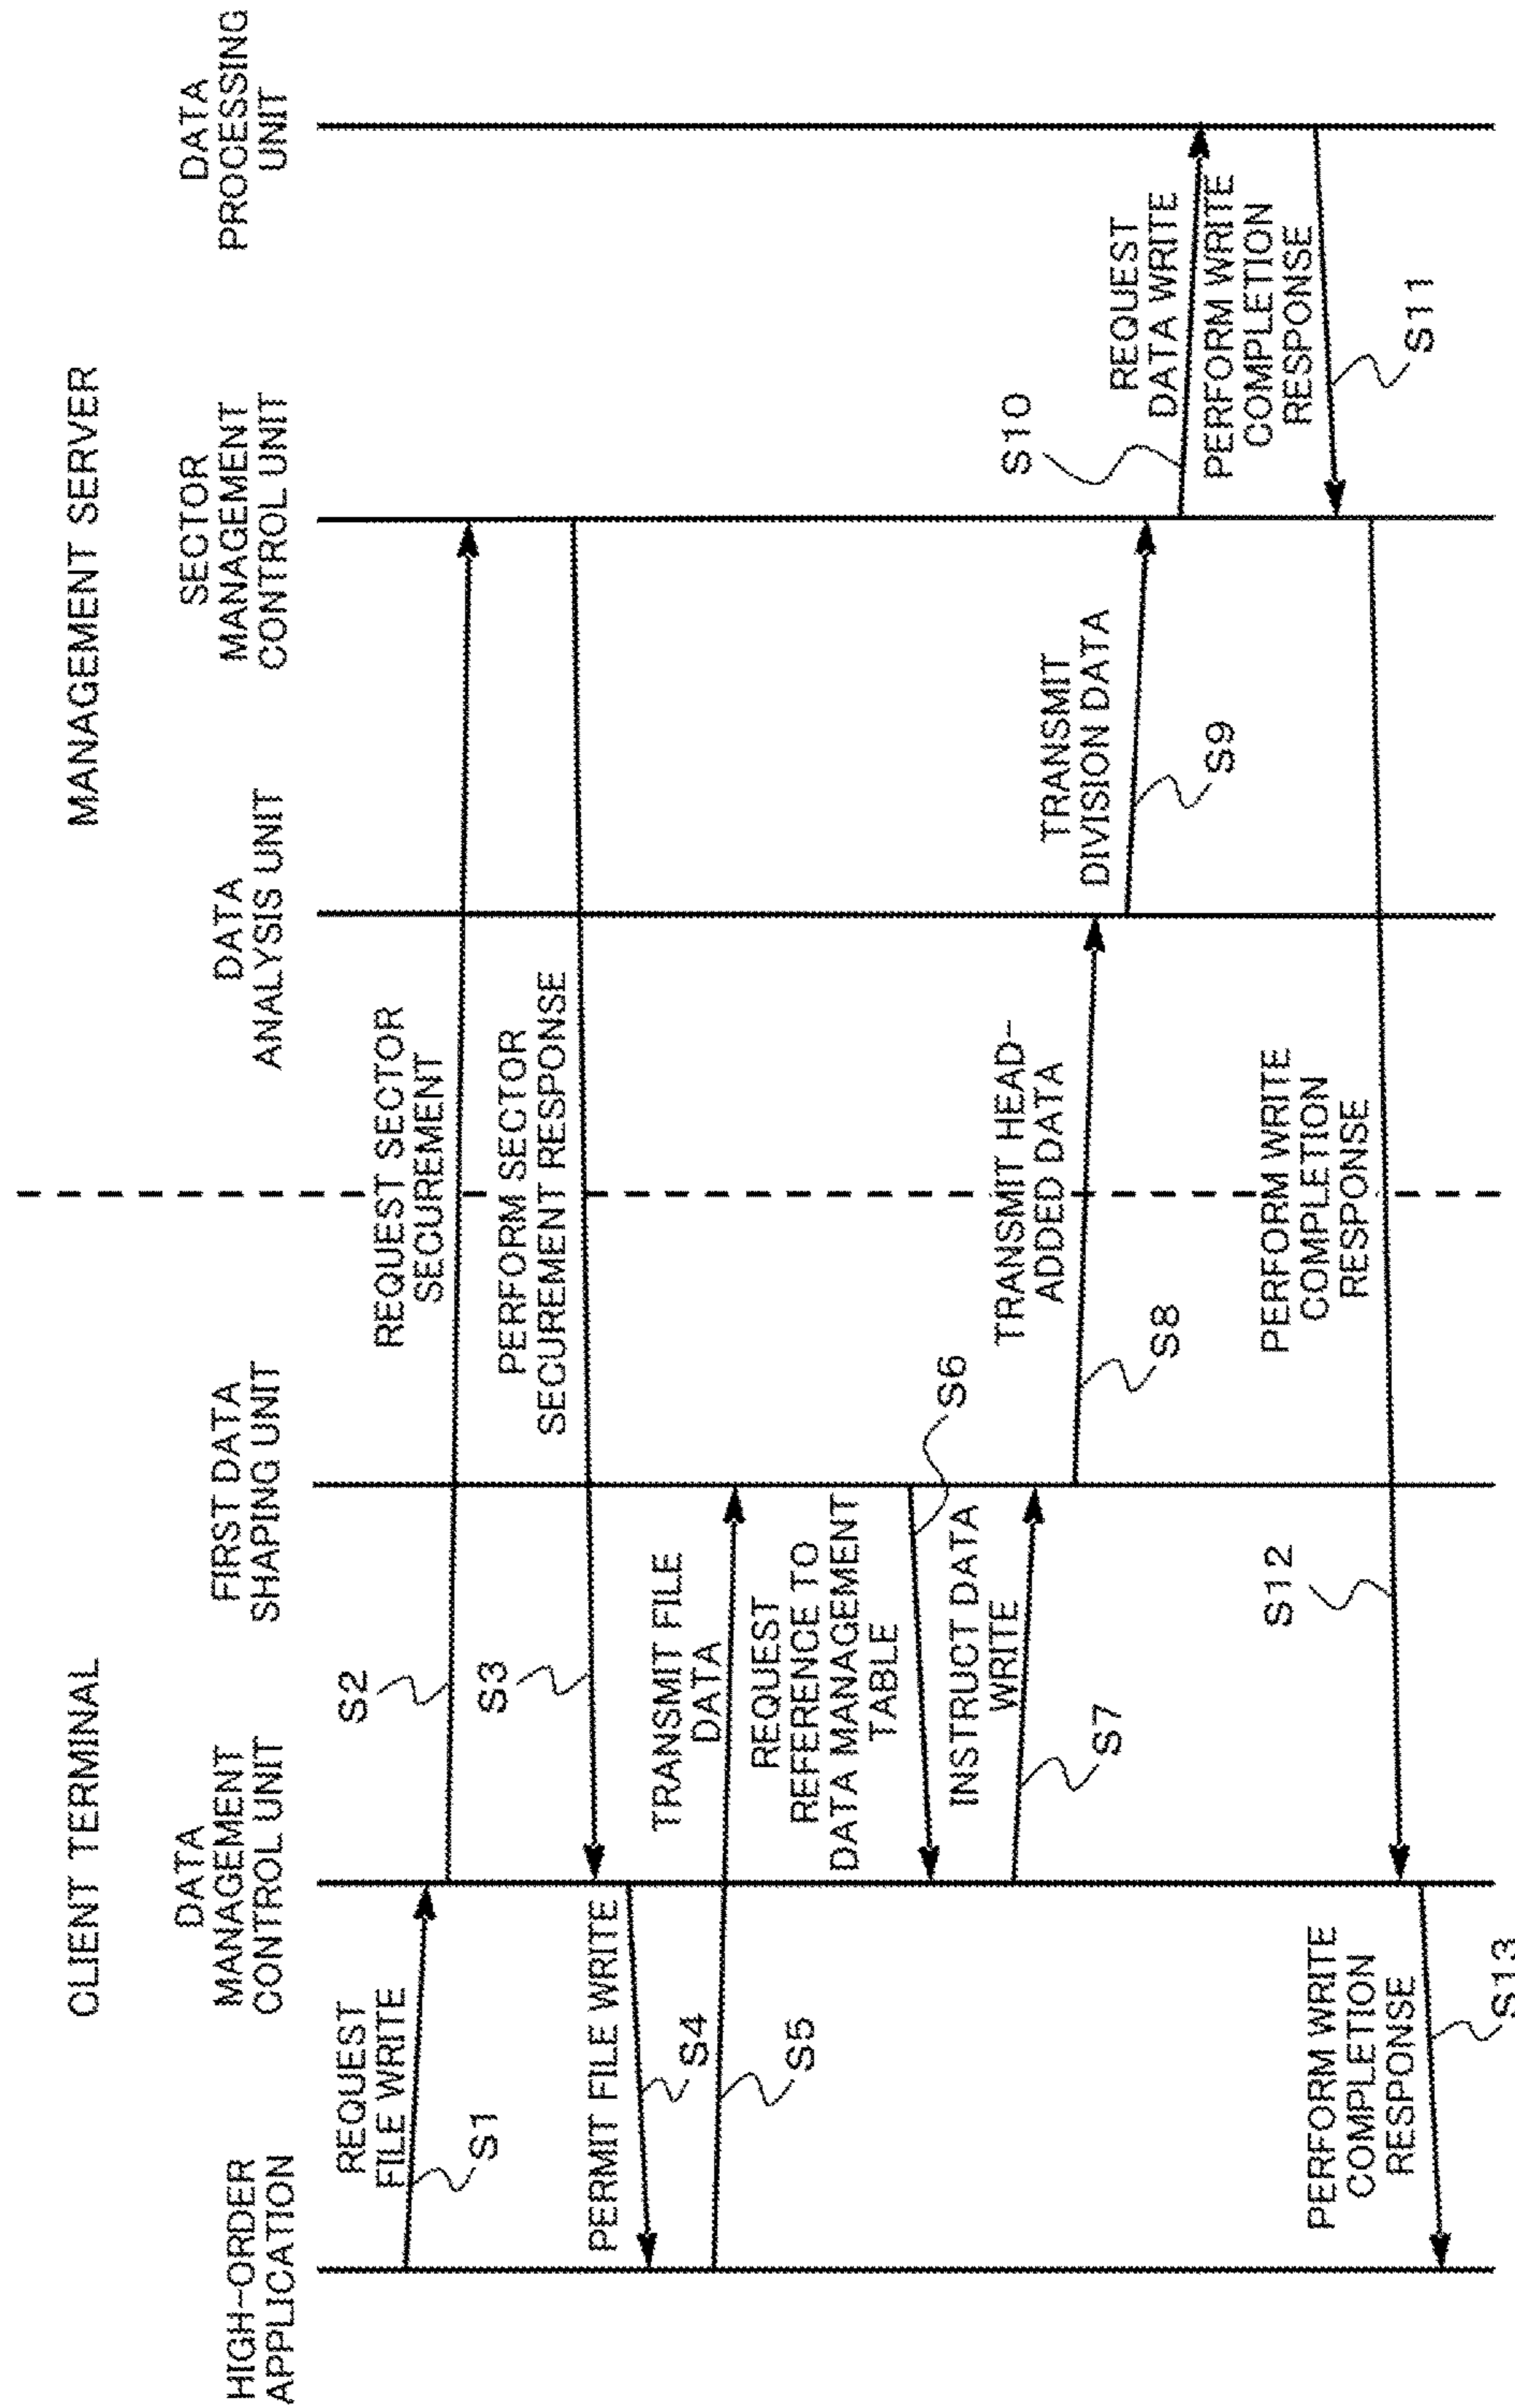 CLIENT TERMINAL
MANAGEMENT SERVER
HIGH-ORDER
APPLICATION
DATA
MANAGEMENT
CONTROL UNIT
FIRST DATA
SHAPING UNIT
DATA
ANALYSIS UNIT
SECTOR
MANAGEMENT
CONTROL UNIT
DATA
PROCESSING
UNIT
REQUEST
FILE WRITE
S1
S2
REQUEST SECTOR
SECUREMENT
S3
PERFORM SECTOR
SECUREMENT RESPONSE
PERMIT FILE WRITE
S4
TRANSMIT FILE
DATA
S5
REQUEST
REFERENCE TO
DATA MANAGEMENT
TABLE
S6
INSTRUCT DATA
WRITE
S7
TRANSMIT HEAD-
ADDED DATA
S8
TRANSMIT
DIVISION DATA
S9
S10
REQUEST
DATA WRITE
PERFORM WRITE
COMPLETION
RESPONSE
S11
PERFORM WRITE
COMPLETION
RESPONSE
S12
PERFORM WRITE
COMPLETION
RESPONSE
S13